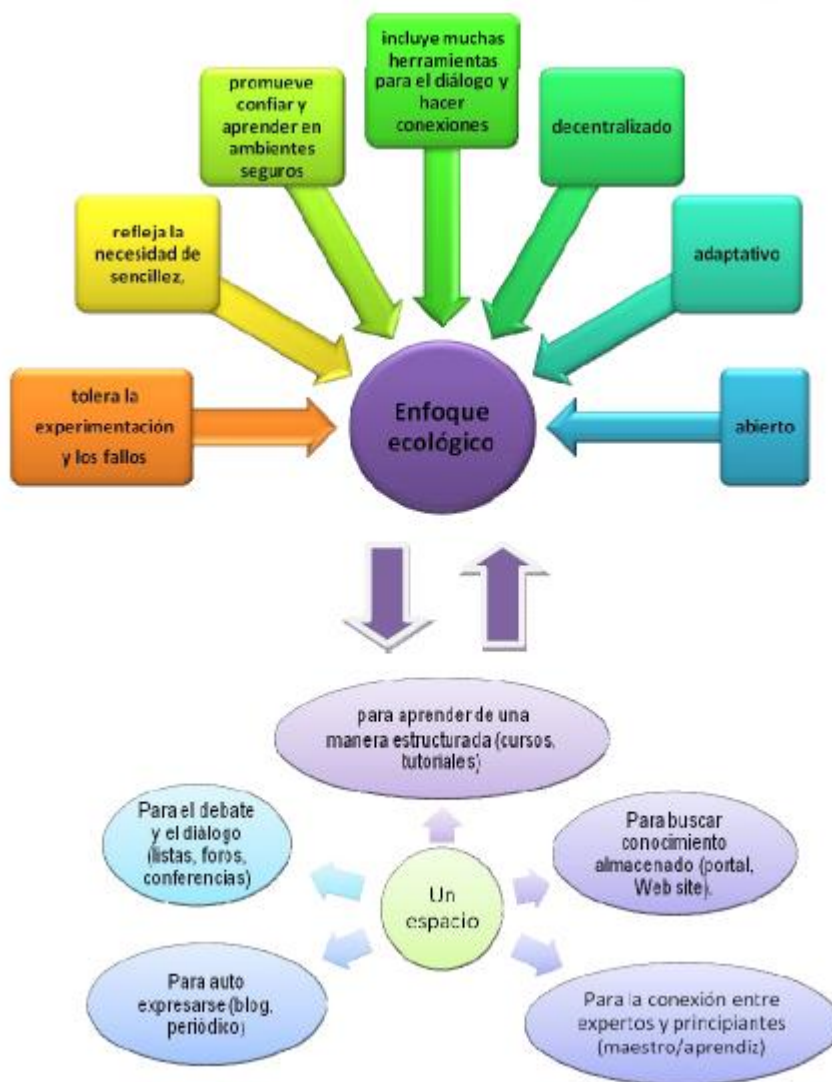 incluye muchas
herramientas
para el diálogo y
hacer
conexiones
promueve
confiar y
aprender en
ambientes
seguros
decentralizado
refleja la
necesidad de
sencillez,
adaptativo
tolera la
experimentación
y los fallos
Enfoque
ecológico
abierto
para aprender de una
manera estructurada (cursos,
tutoriales)
Para el debate
y el diálogo
(listas, foros,
conferencias)
Para buscar
conocimiento
almacenado (portal,
Web site),
Un
espacio
Para auto
expresarse (blog,
periódico)
Para la conexión entre
expertos y principiantes
(maestro/aprendiz)